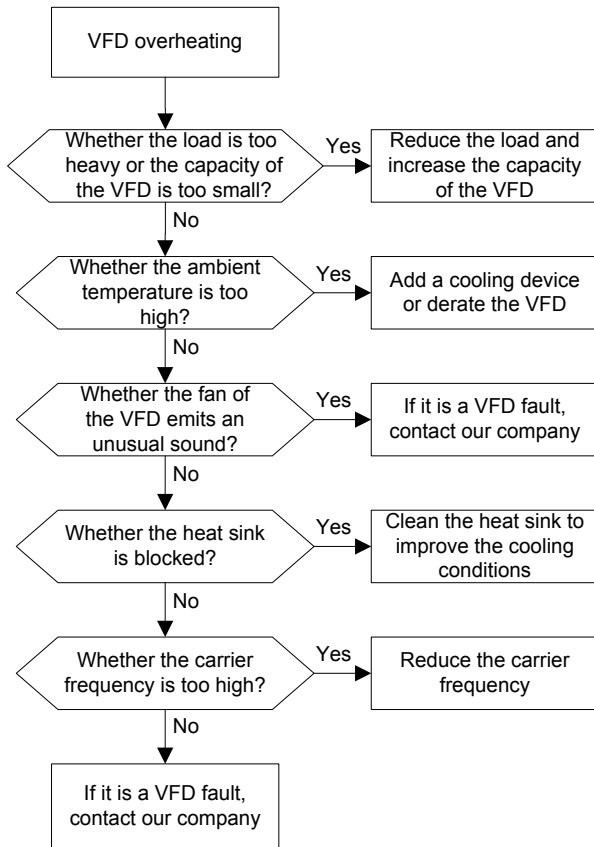 VFD overheating
Whether the load is too
heavy or the capacity of
the VFD is too small?
Yes
Reduce the load and
increase the capacity
of the VFD
No
Whether the ambient
temperature is too
high?
Yes
Add a cooling device
or derate the VFD
No
Whether the fan of
the VFD emits an
unusual sound?
Yes
If it is a VFD fault,
contact our company
No
Whether the heat sink
is blocked?
Yes
Clean the heat sink to
improve the cooling
conditions
No
Whether the carrier
frequency is too high?
Yes
Reduce the carrier
frequency
No
If it is a VFD fault,
contact our company